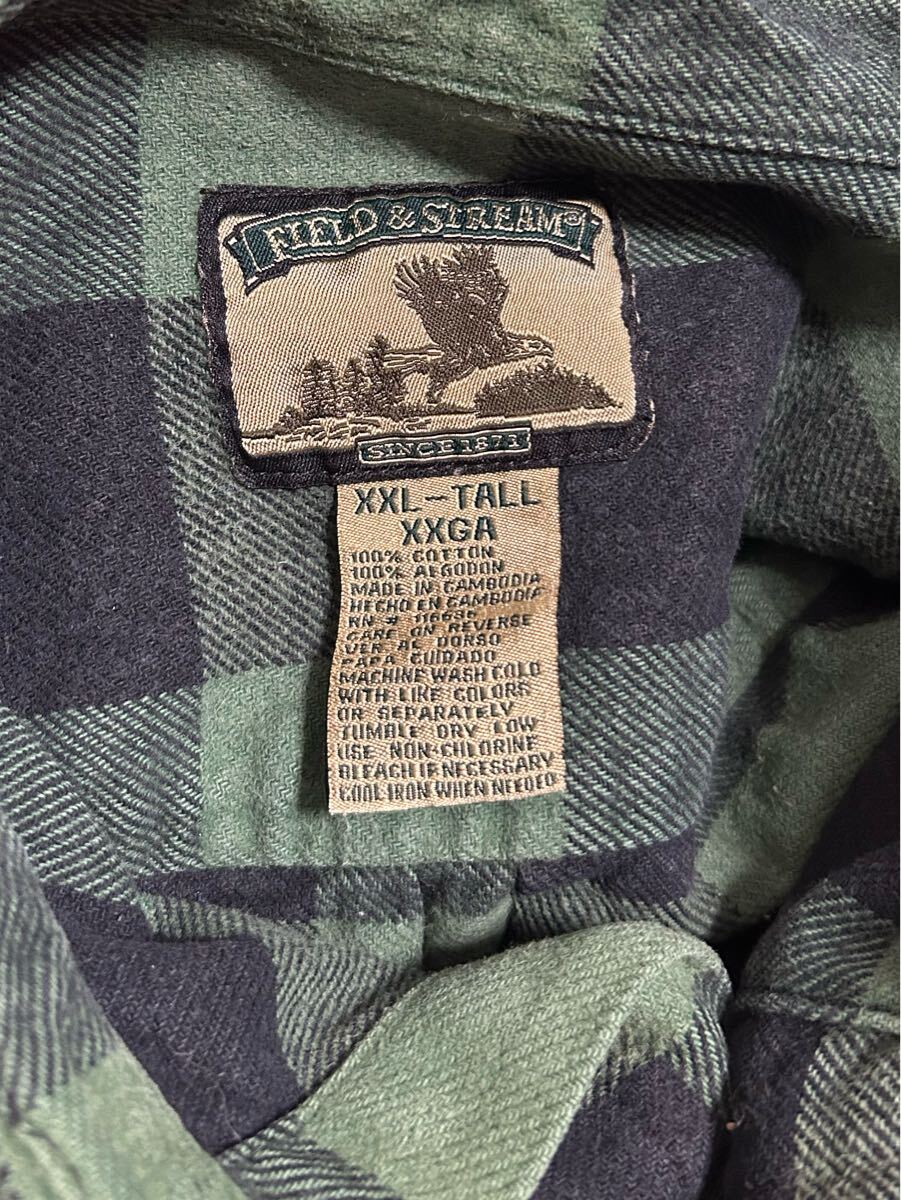 FIELD & STREAM®
SINCE 1871
XXL-TALL
XXGA
100% COTTON
100% ALGODON
MADE IN CAMBODIA
HECHO EN CAMBODIA
RN #
CARE ON REVERSE
VER AL DORSO
PAPA CUIDADO
MACHINE WASH COLD
WITH LIKE COLORS
OR SEPARATELY
TUMBLE DRY LOW
USE NON-CHLORINE
BLEACH IF NECESSARY
COOL IRON WHEN NEEDED